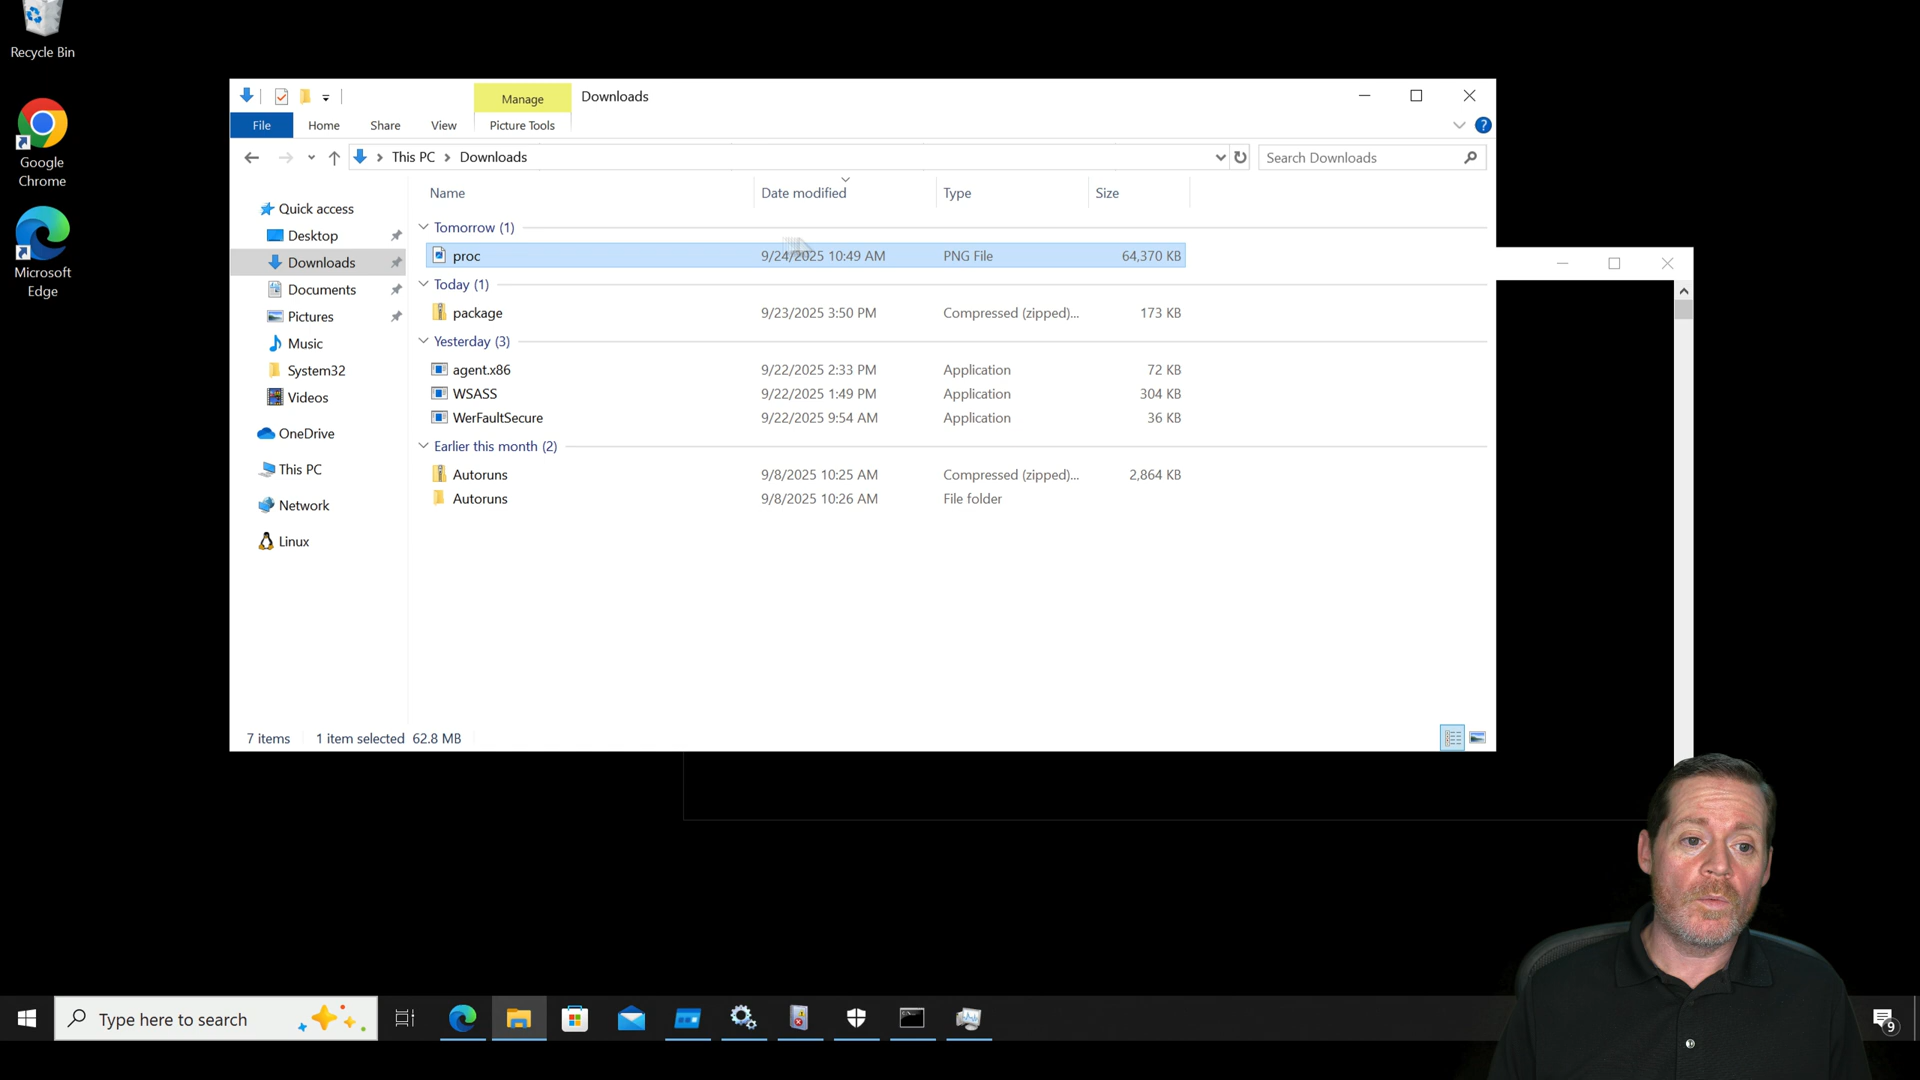 Recycle Bin
Google
Chrome
Microsoft
Edge
Manage
Downloads
File
Home
Share
View
Picture Tools
?
This PC
Downloads
Search Downloads
Name
Date modified
Type
Size
Quick access
Desktop
Downloads
Documents
Pictures
Music
System32
Videos
OneDrive
This PC
Network
Linux
Tomorrow (1)
proc 9/24/2025 10:49 AM PNG File 64,370 KB
Today (1)
package 9/23/2025 3:50 PM Compressed (zipped)... 173 KB
Yesterday (3)
agent.x86 9/22/2025 2:33 PM Application 72 KB
WSASS 9/22/2025 1:49 PM Application 304 KB
WerFaultSecure 9/22/2025 9:54 AM Application 36 KB
Earlier this month (2)
Autoruns 9/8/2025 10:25 AM Compressed (zipped)... 2,864 KB
Autoruns 9/8/2025 10:26 AM File folder
7 items
1 item selected 62.8 MB
Type here to search
9